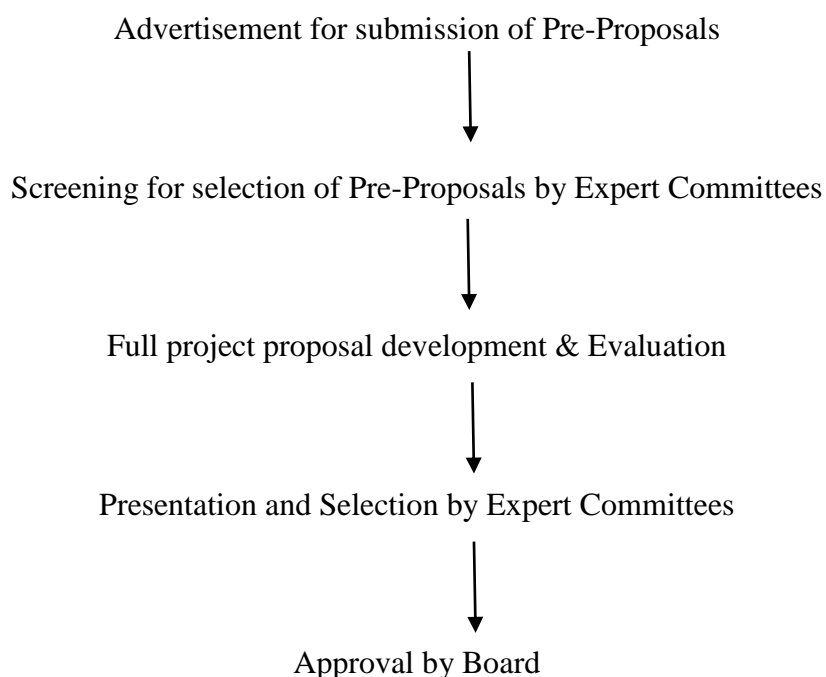 Advertisement for submission of Pre-Proposals
Screening for selection of Pre-Proposals by Expert Committees
Full project proposal development & Evaluation
Presentation and Selection by Expert Committees
Approval by Board